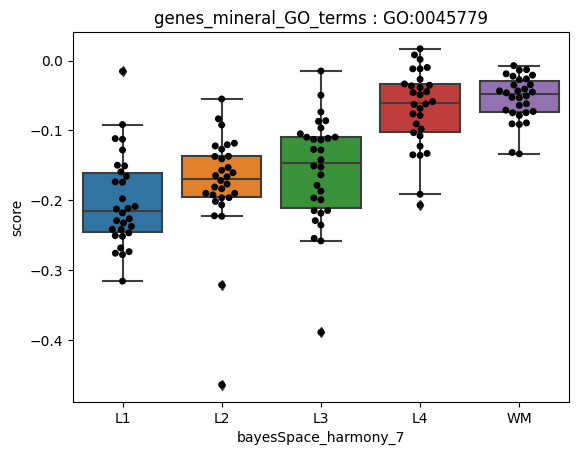 genes_mineral_GO_terms : GO:0045779
0.0
−0.1
−0.2
−0.3
−0.4
score
L1 L2 L3 L4 WM
bayesSpace_harmony_7